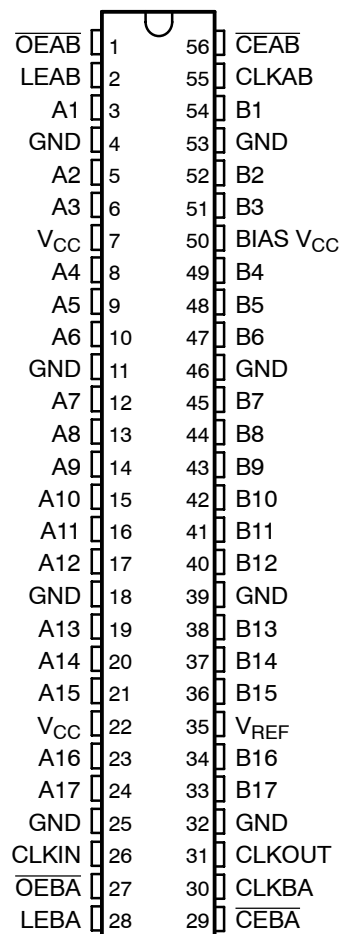 O̅E̅A̅B̅ 1 56 C̅E̅A̅B̅
LEAB 2 55 CLKAB
A1 3 54 B1
GND 4 53 GND
A2 5 52 B2
A3 6 51 B3
VCC 7 50 BIAS VCC
A4 8 49 B4
A5 9 48 B5
A6 10 47 B6
GND 11 46 GND
A7 12 45 B7
A8 13 44 B8
A9 14 43 B9
A10 15 42 B10
A11 16 41 B11
A12 17 40 B12
GND 18 39 GND
A13 19 38 B13
A14 20 37 B14
A15 21 36 B15
VCC 22 35 VREF
A16 23 34 B16
A17 24 33 B17
GND 25 32 GND
CLKIN 26 31 CLKOUT
O̅E̅B̅A̅ 27 30 CLKBA
LEBA 28 29 C̅E̅B̅A̅